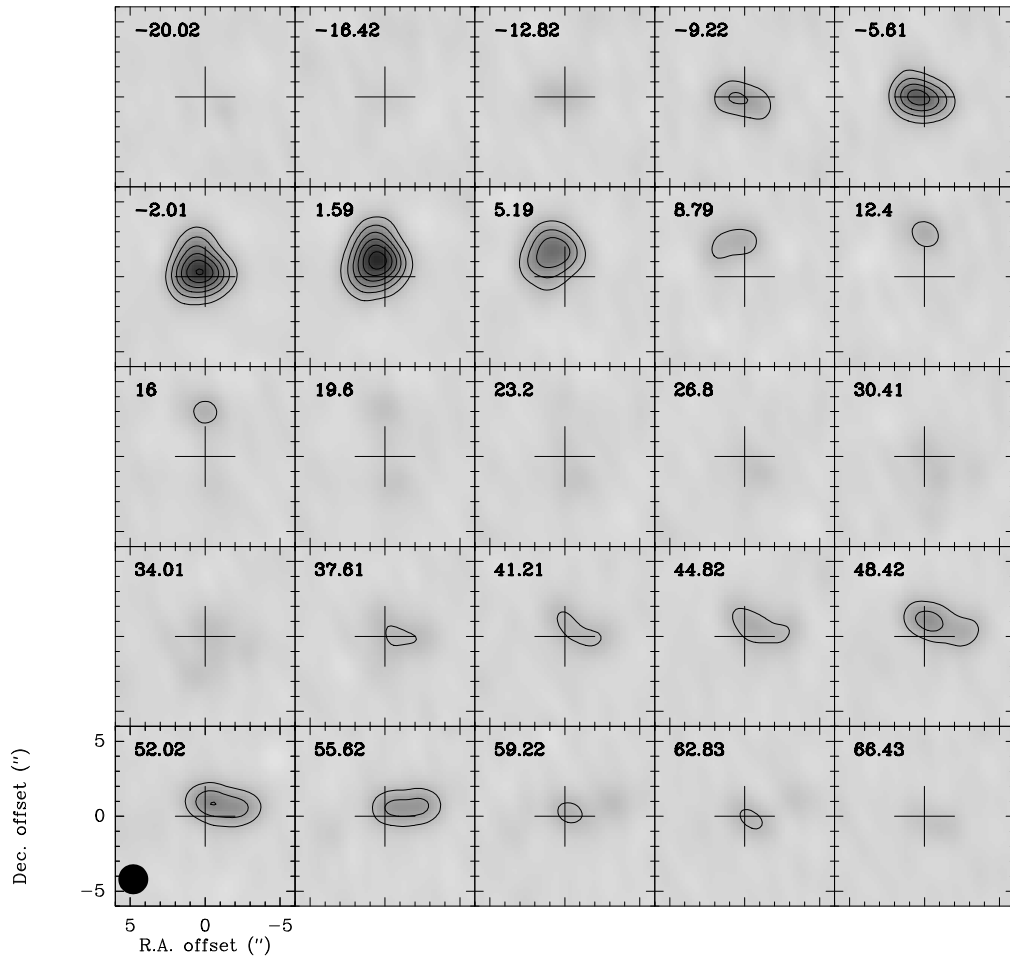 −20.02 −16.42 −12.82 −9.22 −5.61
−2.01 1.59 5.19 8.79 12.4
16 19.6 23.2 26.8 30.41
34.01 37.61 41.21 44.82 48.42
52.02 55.62 59.22 62.83 66.43
5
0
−5
Dec. offset ('')
5 0 −5
R.A. offset ('')